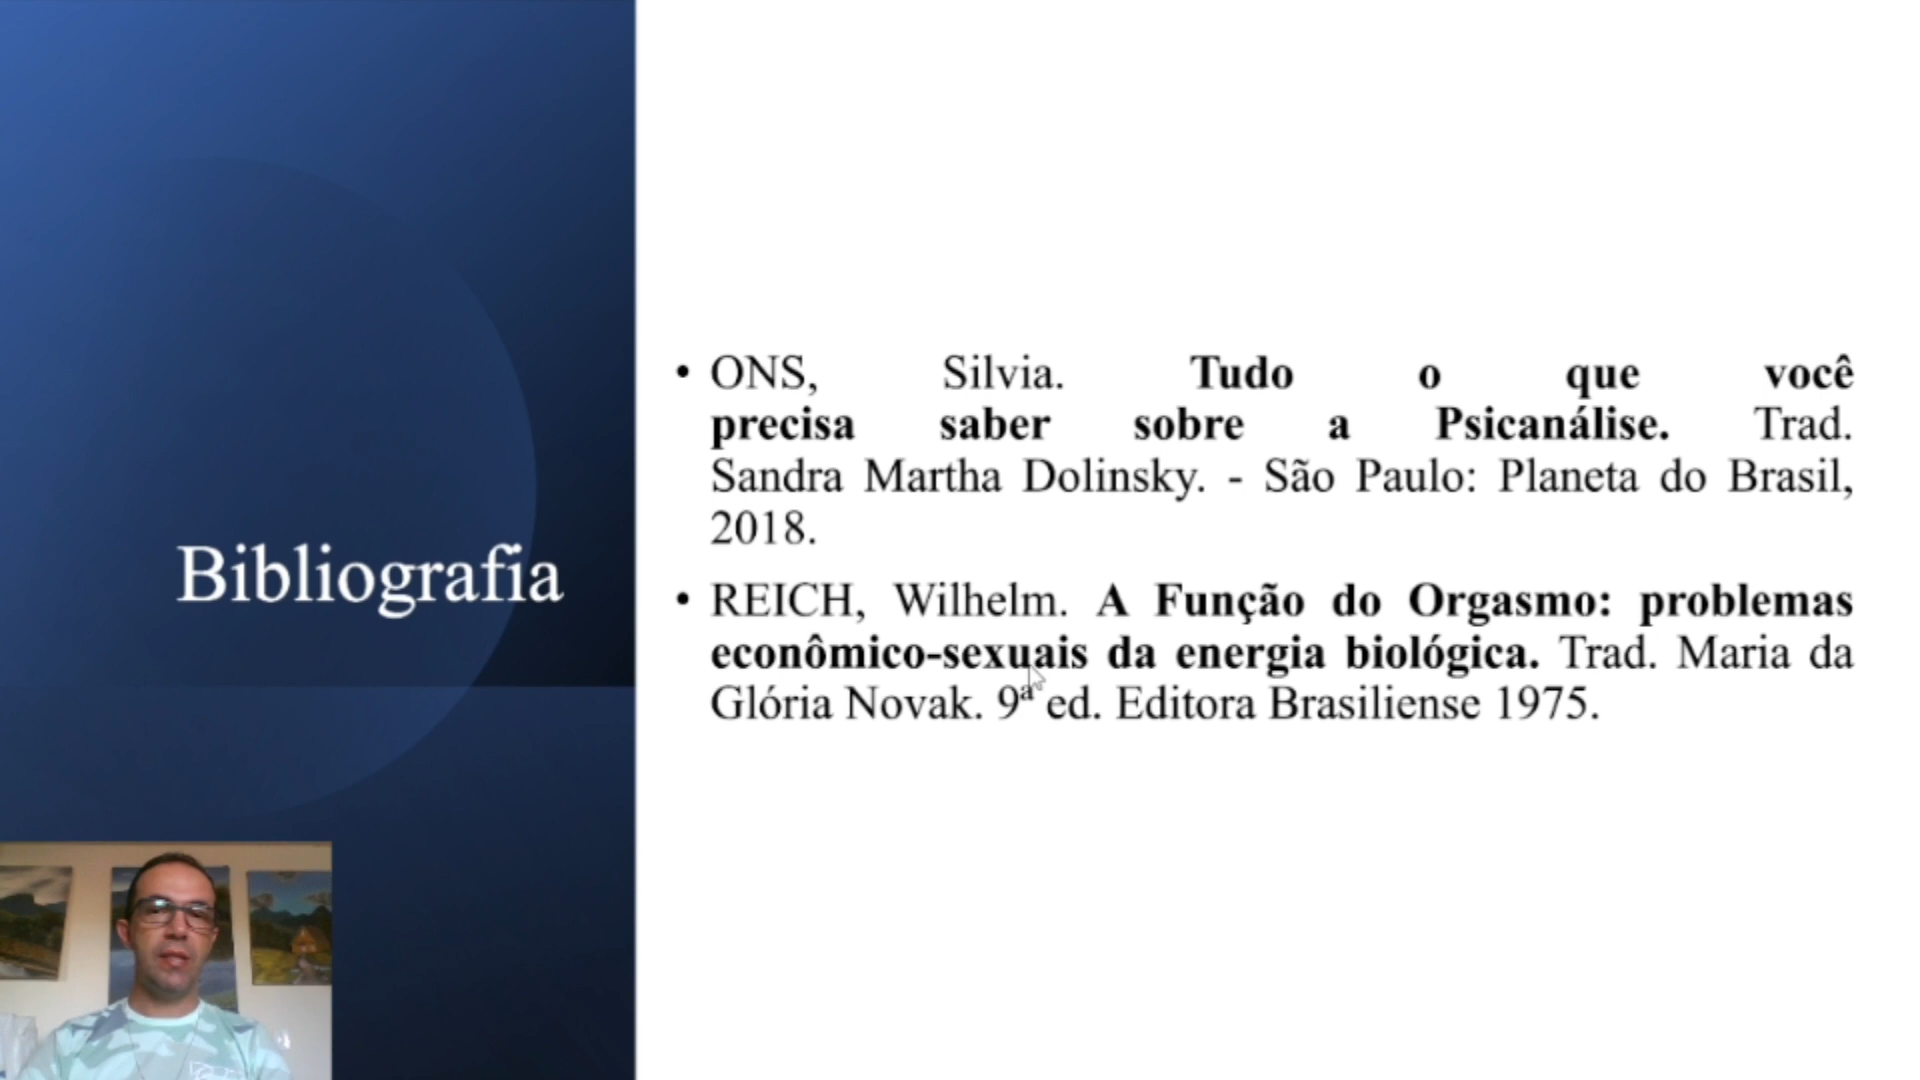 Bibliografia
• ONS, Silvia. Tudo o que você
precisa saber sobre a Psicanálise. Trad.
Sandra Martha Dolinsky. - São Paulo: Planeta do Brasil,
2018.
• REICH, Wilhelm. A Função do Orgasmo: problemas
econômico-sexuais da energia biológica. Trad. Maria da
Glória Novak. 9ª ed. Editora Brasiliense 1975.